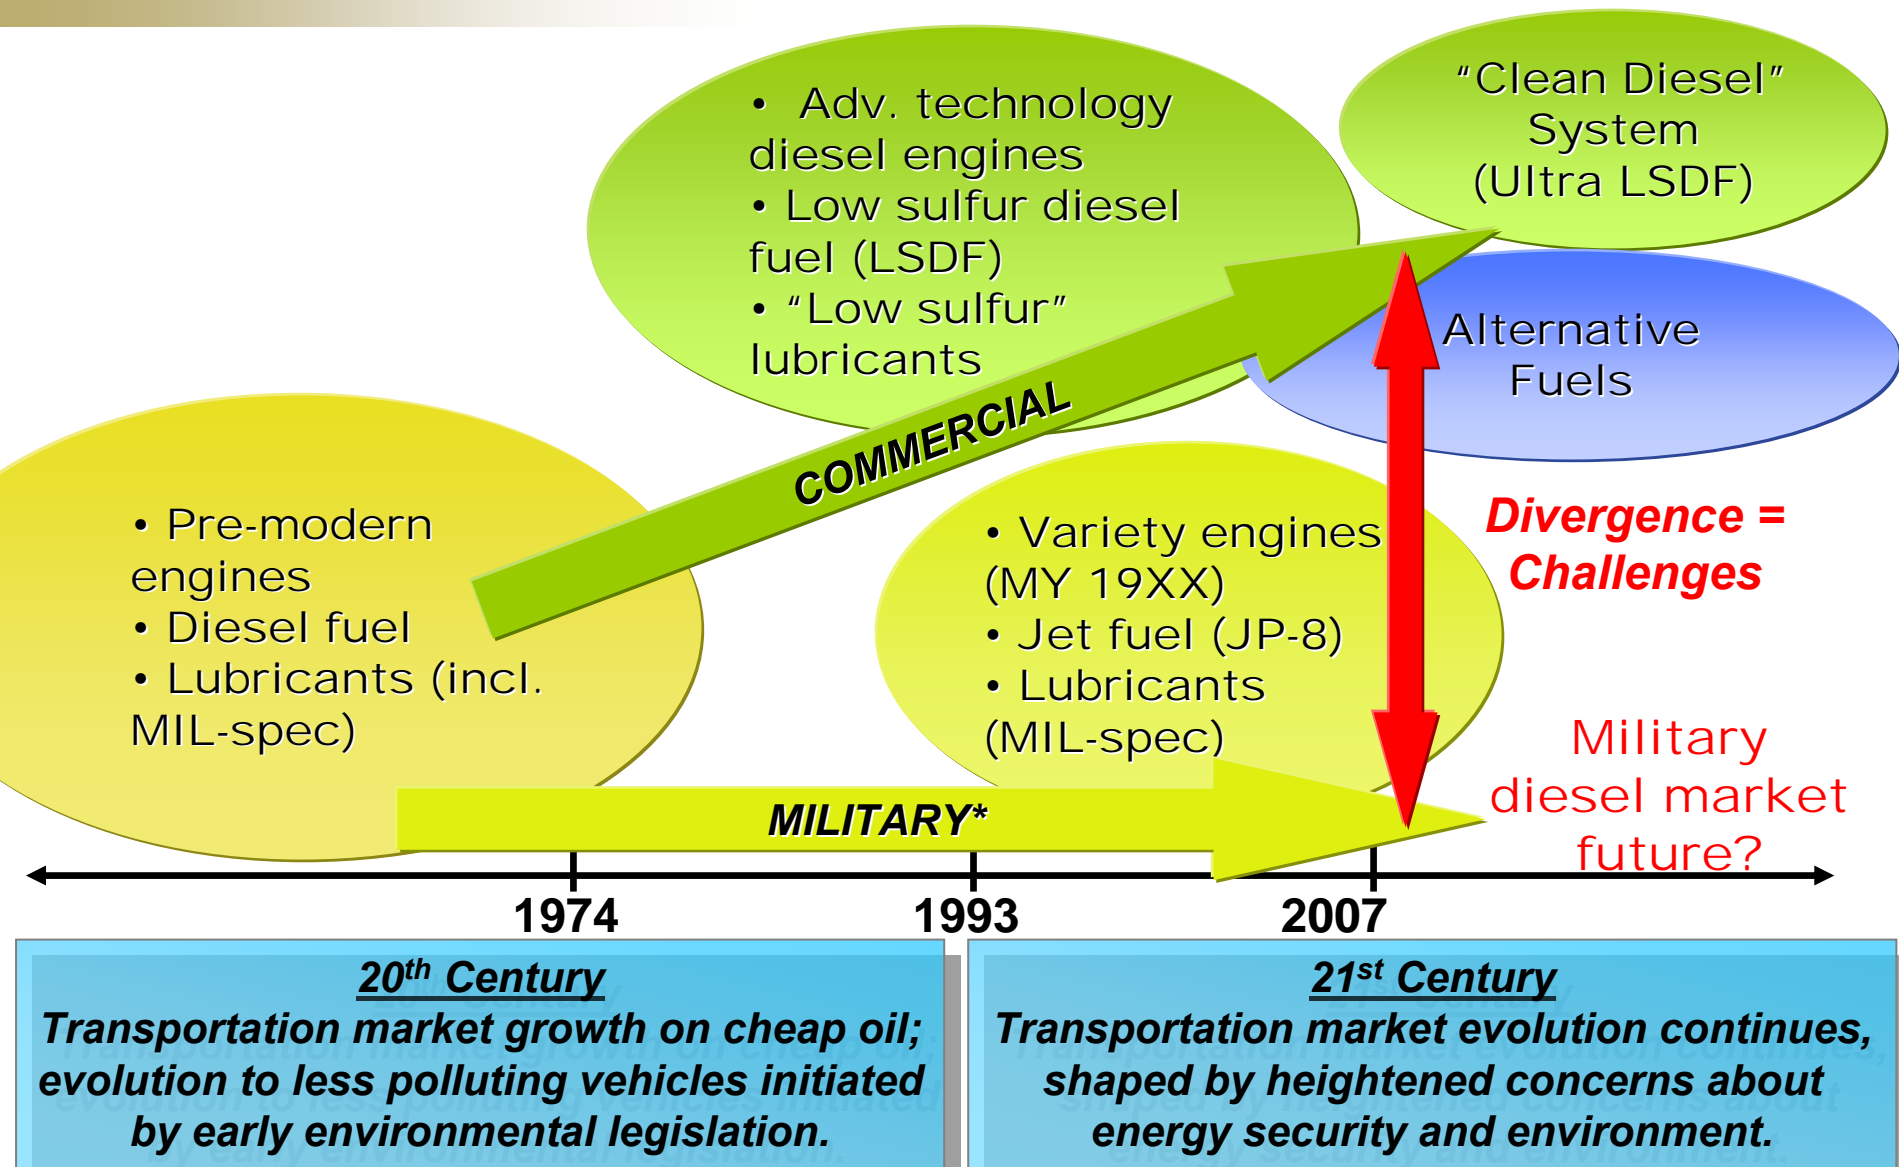 • Adv. technology
diesel engines
• Low sulfur diesel
fuel (LSDF)
• “Low sulfur”
lubricants
“Clean Diesel”
System
(Ultra LSDF)
Alternative
Fuels
COMMERCIAL
• Pre-modern
engines
• Diesel fuel
• Lubricants (incl.
MIL-spec)
• Variety engines
(MY 19XX)
• Jet fuel (JP-8)
• Lubricants
(MIL-spec)
Divergence =
Challenges
Military
diesel market
future?
MILITARY*
1974
1993
2007
20th Century
Transportation market growth on cheap oil;
evolution to less polluting vehicles initiated
by early environmental legislation.
21st Century
Transportation market evolution continues,
shaped by heightened concerns about
energy security and environment.